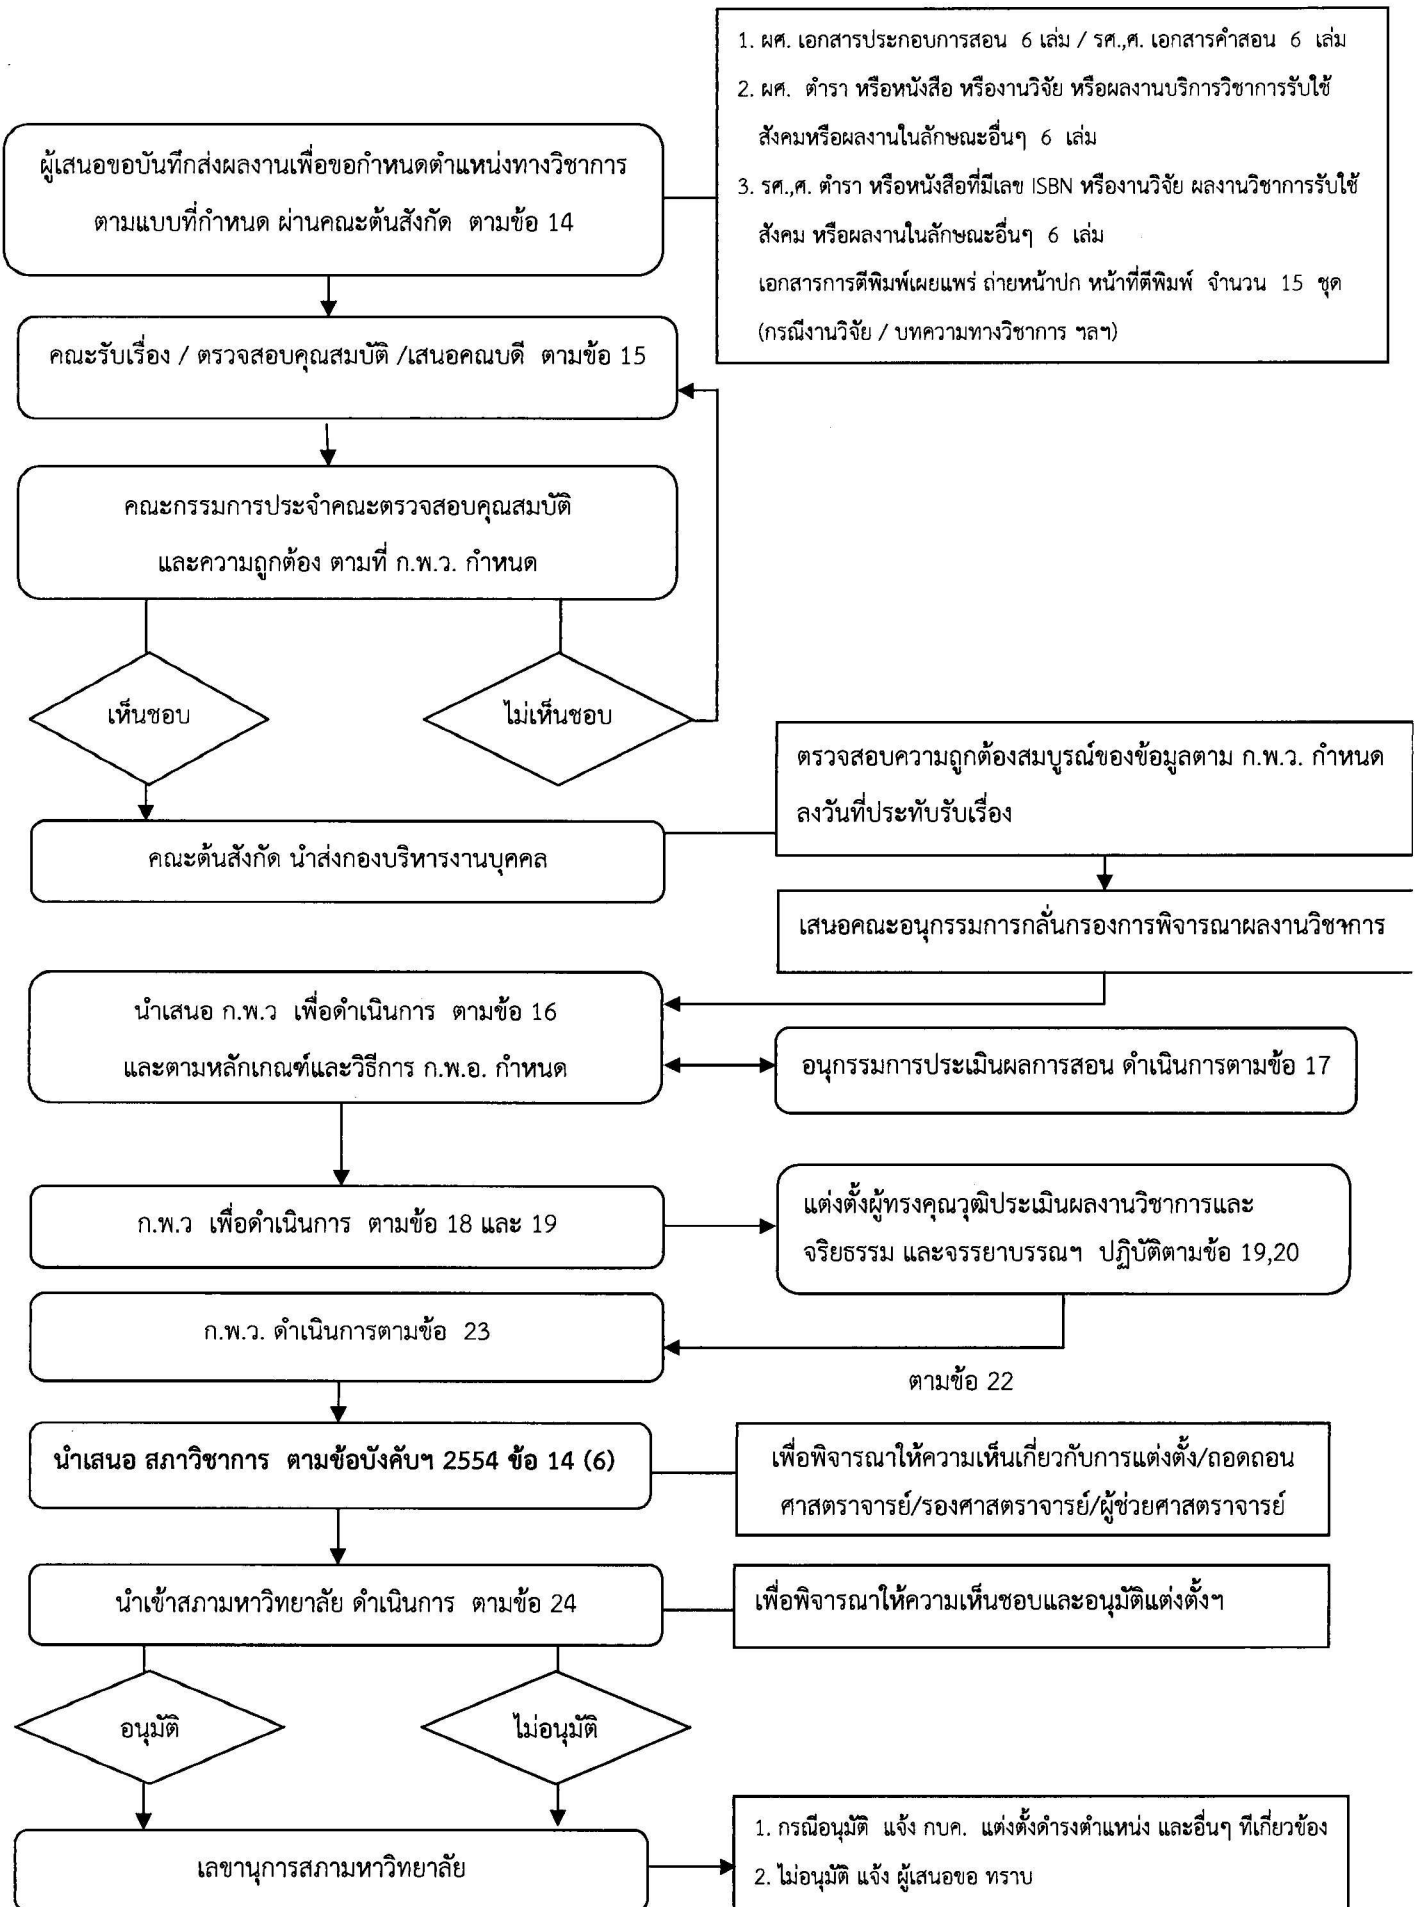 1. ผศ. เอกสารประกอบการสอน 6 เล่ม / รศ.,ศ. เอกสารคำสอน 6 เล่ม
2. ผศ. ตำรา หรือหนังสือ หรืองานวิจัย หรือผลงานบริการวิชาการรับใช้
สังคมหรือผลงานในลักษณะอื่นๆ 6 เล่ม
3. รศ.,ศ. ตำรา หรือหนังสือที่มีเลข ISBN หรืองานวิจัย ผลงานวิชาการรับใช้
สังคม หรือผลงานในลักษณะอื่นๆ 6 เล่ม
เอกสารการตีพิมพ์เผยแพร่ ถ่ายหน้าปก หน้าที่ตีพิมพ์ จำนวน 15 ชุด
(กรณีงานวิจัย / บทความทางวิชาการ ฯลฯ)
ผู้เสนอขอบันทึกส่งผลงานเพื่อขอกำหนดตำแหน่งทางวิชาการ
ตามแบบที่กำหนด ผ่านคณะต้นสังกัด ตามข้อ 14
คณะรับเรื่อง / ตรวจสอบคุณสมบัติ /เสนอคณบดี ตามข้อ 15
คณะกรรมการประจำคณะตรวจสอบคุณสมบัติ
และความถูกต้อง ตามที่ ก.พ.ว. กำหนด
เห็นชอบ
ไม่เห็นชอบ
ตรวจสอบความถูกต้องสมบูรณ์ของข้อมูลตาม ก.พ.ว. กำหนด
ลงวันที่ประทับรับเรื่อง
คณะต้นสังกัด นำส่งกองบริหารงานบุคคล
เสนอคณะอนุกรรมการกลั่นกรองการพิจารณาผลงานวิชาการ
นำเสนอ ก.พ.ว เพื่อดำเนินการ ตามข้อ 16
และตามหลักเกณฑ์และวิธีการ ก.พ.อ. กำหนด
อนุกรรมการประเมินผลการสอน ดำเนินการตามข้อ 17
ก.พ.ว เพื่อดำเนินการ ตามข้อ 18 และ 19
แต่งตั้งผู้ทรงคุณวุฒิประเมินผลงานวิชาการและ
จริยธรรม และจรรยาบรรณฯ ปฏิบัติตามข้อ 19,20
ก.พ.ว. ดำเนินการตามข้อ 23
ตามข้อ 22
นำเสนอ สภาวิชาการ ตามข้อบังคับฯ 2554 ข้อ 14 (6)
เพื่อพิจารณาให้ความเห็นเกี่ยวกับการแต่งตั้ง/ถอดถอน
ศาสตราจารย์/รองศาสตราจารย์/ผู้ช่วยศาสตราจารย์
นำเข้าสภามหาวิทยาลัย ดำเนินการ ตามข้อ 24
เพื่อพิจารณาให้ความเห็นชอบและอนุมัติแต่งตั้งฯ
อนุมัติ
ไม่อนุมัติ
เลขานุการสภามหาวิทยาลัย
1. กรณีอนุมัติ แจ้ง กบค. แต่งตั้งดำรงตำแหน่ง และอื่นๆ ทีเกี่ยวข้อง
2. ไม่อนุมัติ แจ้ง ผู้เสนอขอ ทราบ